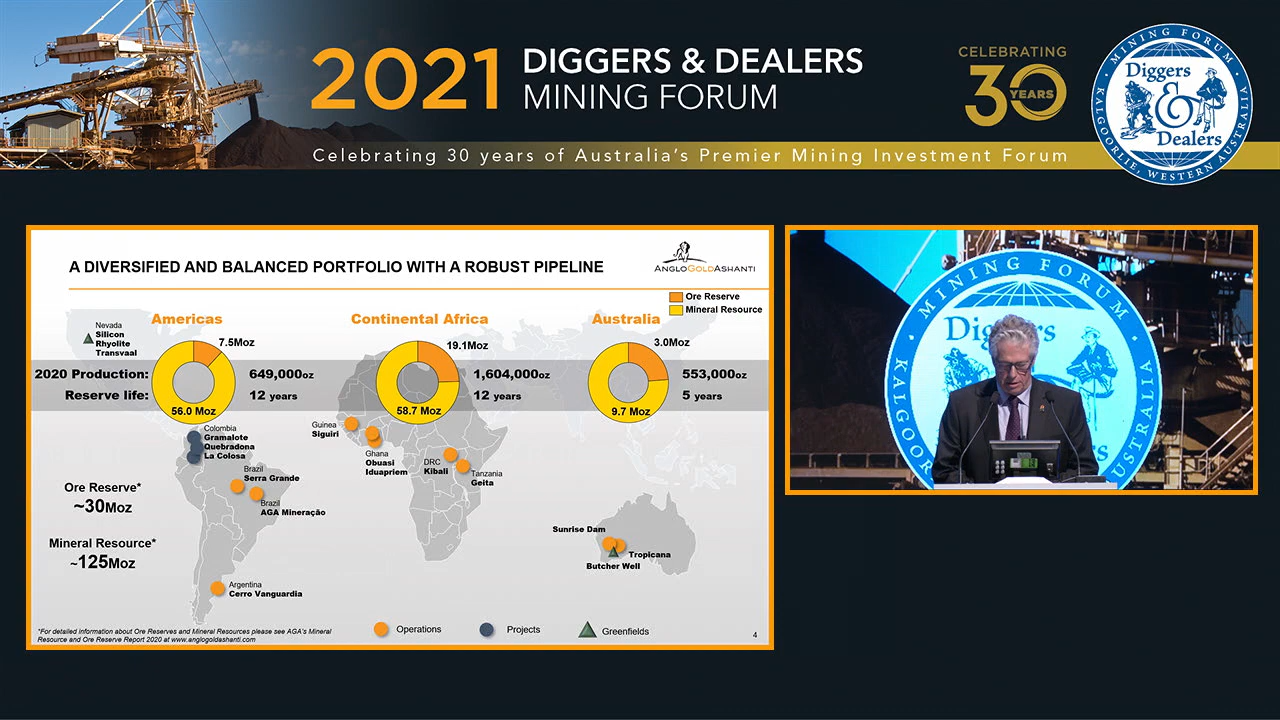 2021 DIGGERS & DEALERS
MINING FORUM
CELEBRATING
30 YEARS
Celebrating 30 years of Australia's Premier Mining Investment Forum
MINING FORUM
Diggers
&
Dealers
KALGOORLIE, WESTERN AUSTRALIA
A DIVERSIFIED AND BALANCED PORTFOLIO WITH A ROBUST PIPELINE
ANGLOGOLDASHANTI
Ore Reserve
Mineral Resource
Americas
Continental Africa
Australia
Nevada
Silicon
Rhyolite
Transvaal
7.5Moz
19.1Moz
3.0Moz
2020 Production:
649,000oz
1,604,000oz
553,000oz
Reserve life:
12 years
12 years
5 years
56.0 Moz
58.7 Moz
9.7 Moz
Colombia
Gramalote
Quebradona
La Colosa
Guinea
Siguiri
Ghana
Obuasi
Iduapriem
DRC
Kibali
Tanzania
Geita
Brazil
Serra Grande
Brazil
AGA Mineração
Ore Reserve*
~30Moz
Mineral Resource*
~125Moz
Sunrise Dam
Tropicana
Butcher Well
Argentina
Cerro Vanguardia
*For detailed information about Ore Reserves and Mineral Resources please see AGA's Mineral
Resource and Ore Reserve Report 2020 at www.anglogoldashanti.com
Operations
Projects
Greenfields
4
MINING FORUM
Diggers
KALGOOR
AUSTRALIA